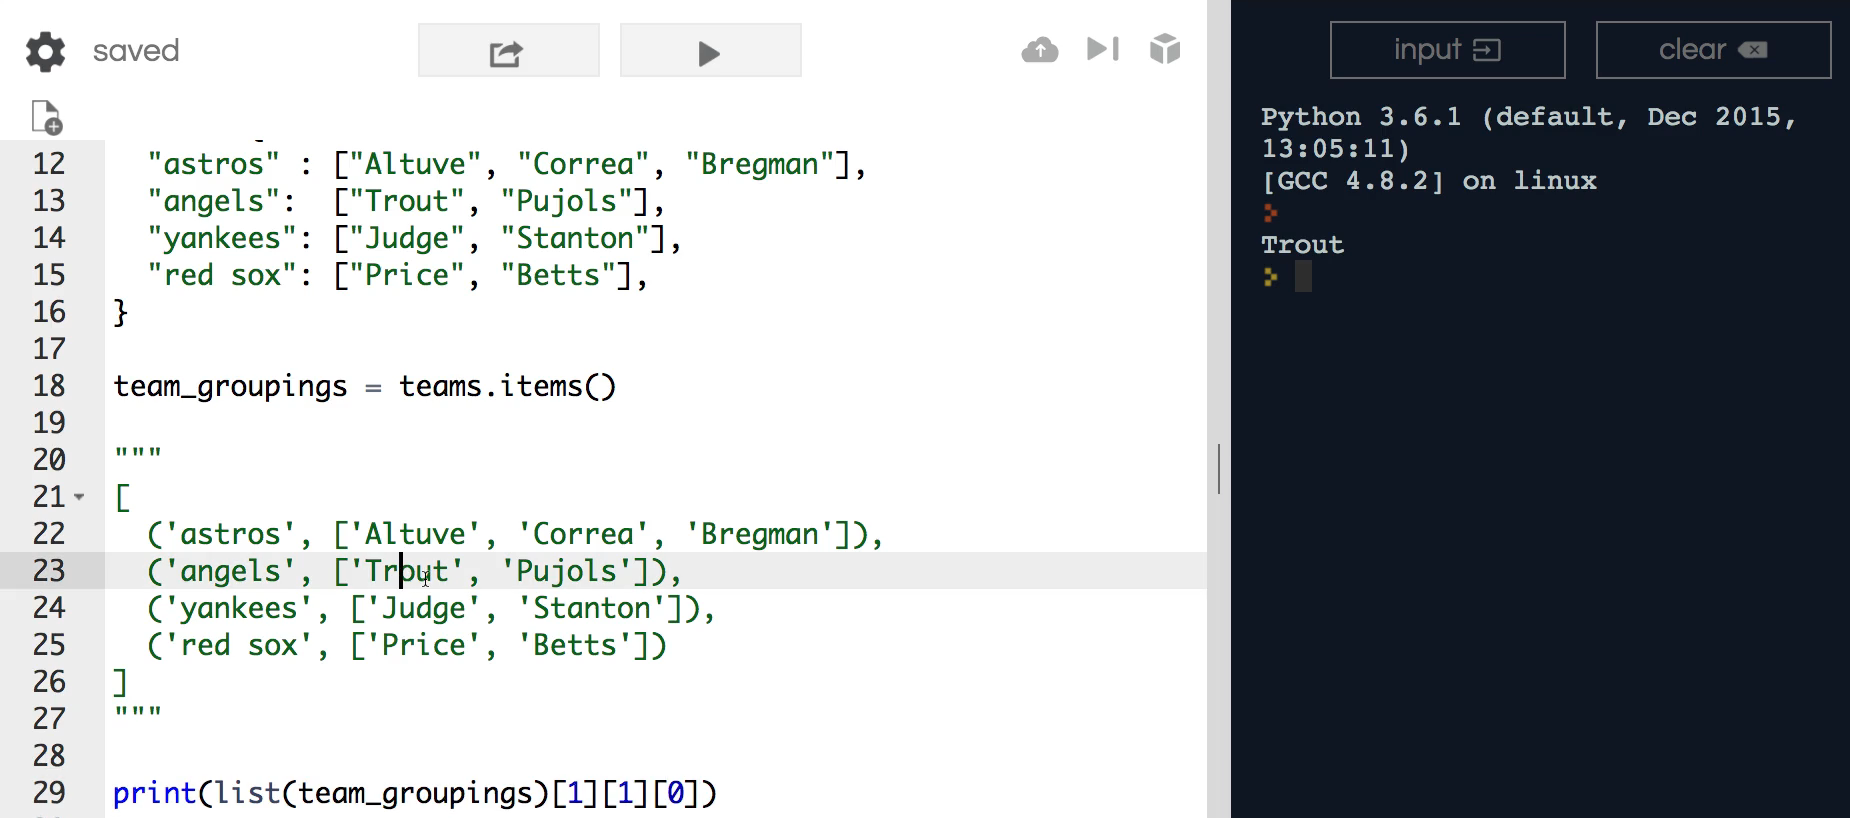 saved
input
clear
12 "astros" : ["Altuve", "Correa", "Bregman"],
13 "angels":  ["Trout", "Pujols"],
14 "yankees": ["Judge", "Stanton"],
15 "red sox": ["Price", "Betts"],
16 }
17
18 team_groupings = teams.items()
19
20 """
21 [
22 ('astros', ['Altuve', 'Correa', 'Bregman']),
23 ('angels', ['Trout', 'Pujols']),
24 ('yankees', ['Judge', 'Stanton']),
25 ('red sox', ['Price', 'Betts'])
26 ]
27 """
28
29 print(list(team_groupings)[1][1][0])
Python 3.6.1 (default, Dec 2015,
13:05:11)
[GCC 4.8.2] on linux
Trout